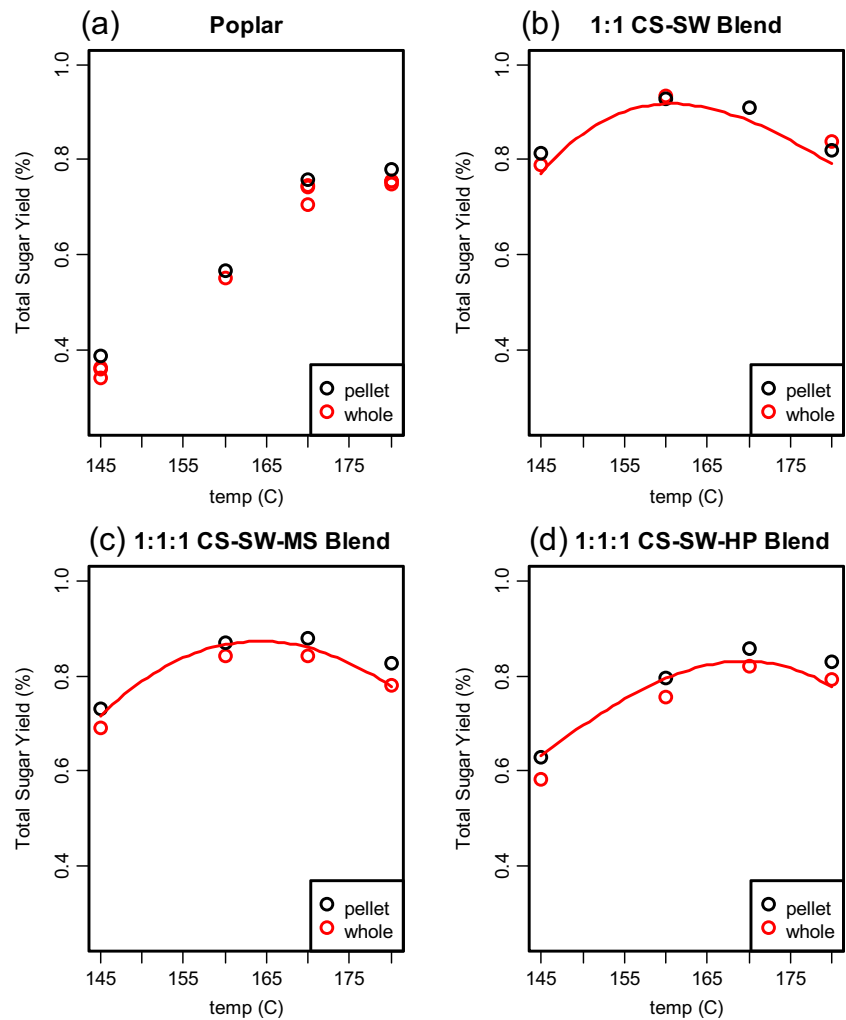 (a) Poplar
Total Sugar Yield (%)
1.0
0.8
0.6
0.4
pellet
whole
145 155 165 175
temp (C)
(b) 1:1 CS-SW Blend
Total Sugar Yield (%)
1.0
0.8
0.6
0.4
pellet
whole
145 155 165 175
temp (C)
(c) 1:1:1 CS-SW-MS Blend
Total Sugar Yield (%)
1.0
0.8
0.6
0.4
pellet
whole
145 155 165 175
temp (C)
(d) 1:1:1 CS-SW-HP Blend
Total Sugar Yield (%)
1.0
0.8
0.6
0.4
pellet
whole
145 155 165 175
temp (C)